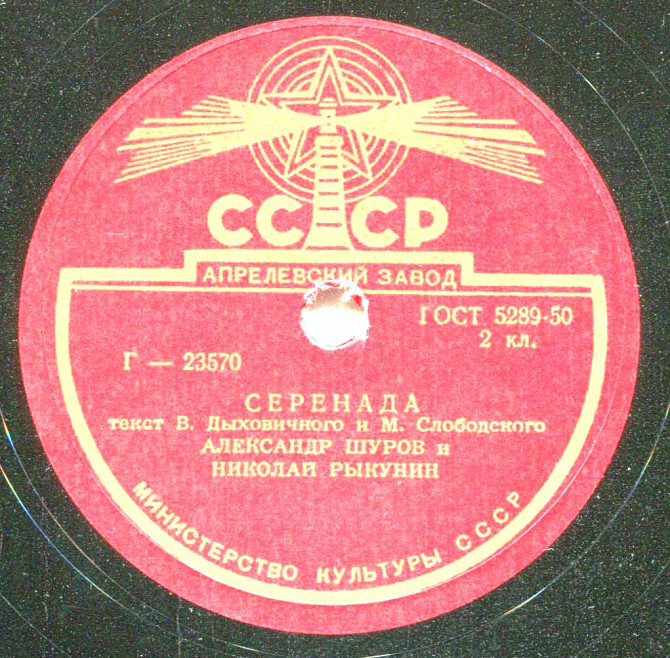 СССР
АПРЕЛЕВСКИЙ ЗАВОД
ГОСТ 5289-50
2 кл.
Г — 23570
СЕРЕНАДА
текст В. Дыховичного и М. Слободского
АЛЕКСАНДР ШУРОВ и
НИКОЛАЙ РЫКУНИН
МИНИСТЕРСТВО КУЛЬТУРЫ СССР